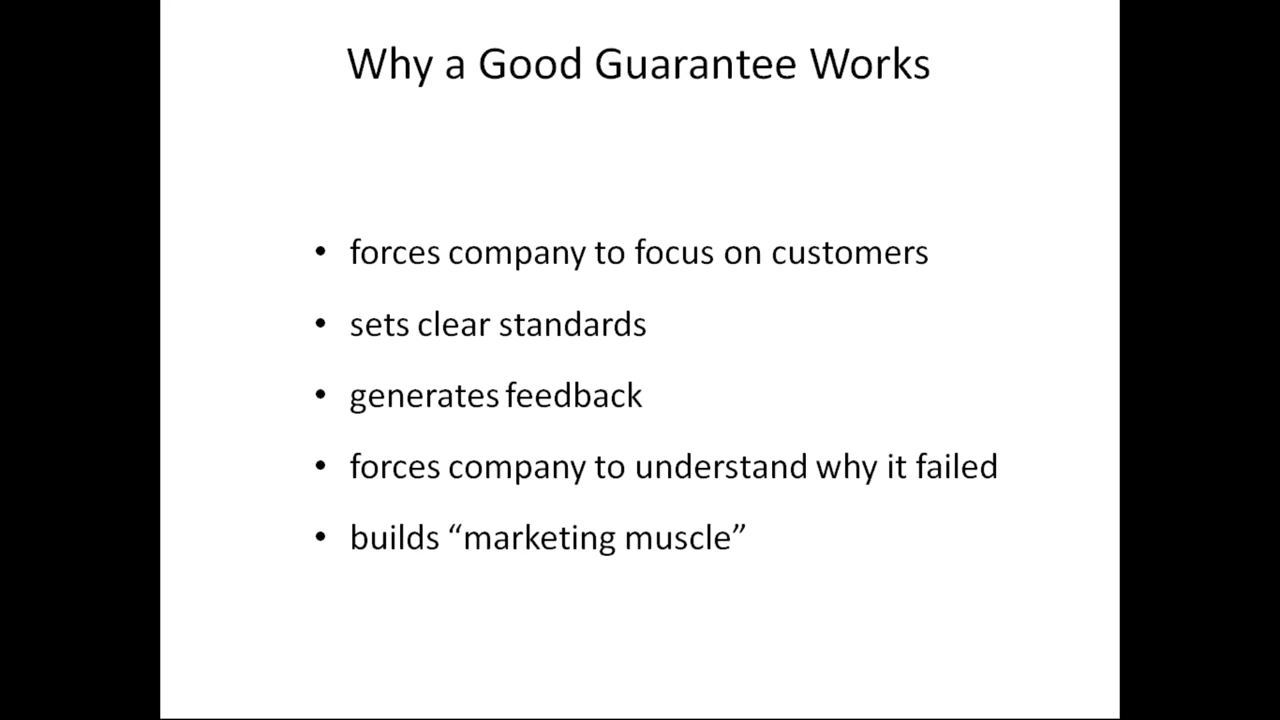 Why a Good Guarantee Works
• forces company to focus on customers
• sets clear standards
• generates feedback
• forces company to understand why it failed
• builds “marketing muscle”